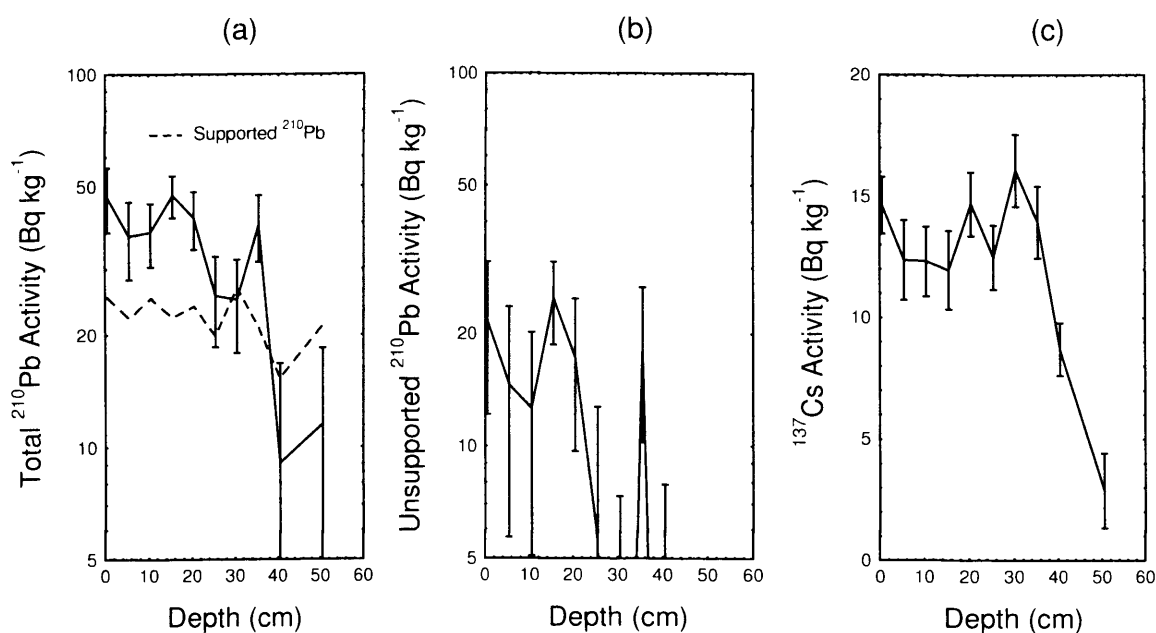 (a)
(b)
(c)
Total ²¹⁰Pb Activity (Bq kg⁻¹)
100
50
20
10
5
--- Supported ²¹⁰Pb
0 10 20 30 40 50 60
Depth (cm)
Unsupported ²¹⁰Pb Activity (Bq kg⁻¹)
100
50
20
10
5
0 10 20 30 40 50 60
Depth (cm)
¹³⁷Cs Activity (Bq kg⁻¹)
20
15
10
5
0
0 10 20 30 40 50 60
Depth (cm)